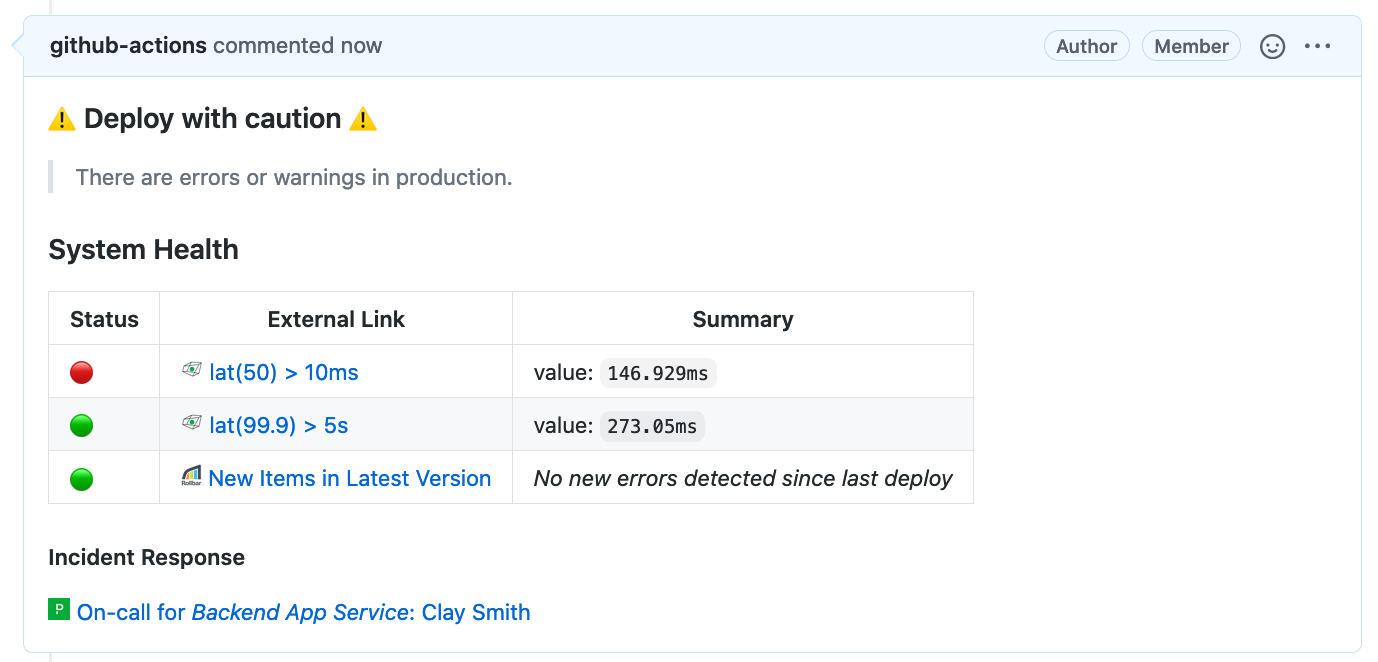 github-actions commented now Author Member
⚠️ Deploy with caution ⚠️
There are errors or warnings in production.
System Health
Status External Link Summary
lat(50) > 10ms value: 146.929ms
lat(99.9) > 5s value: 273.05ms
Rollbar New Items in Latest Version No new errors detected since last deploy
Incident Response
P On-call for Backend App Service: Clay Smith